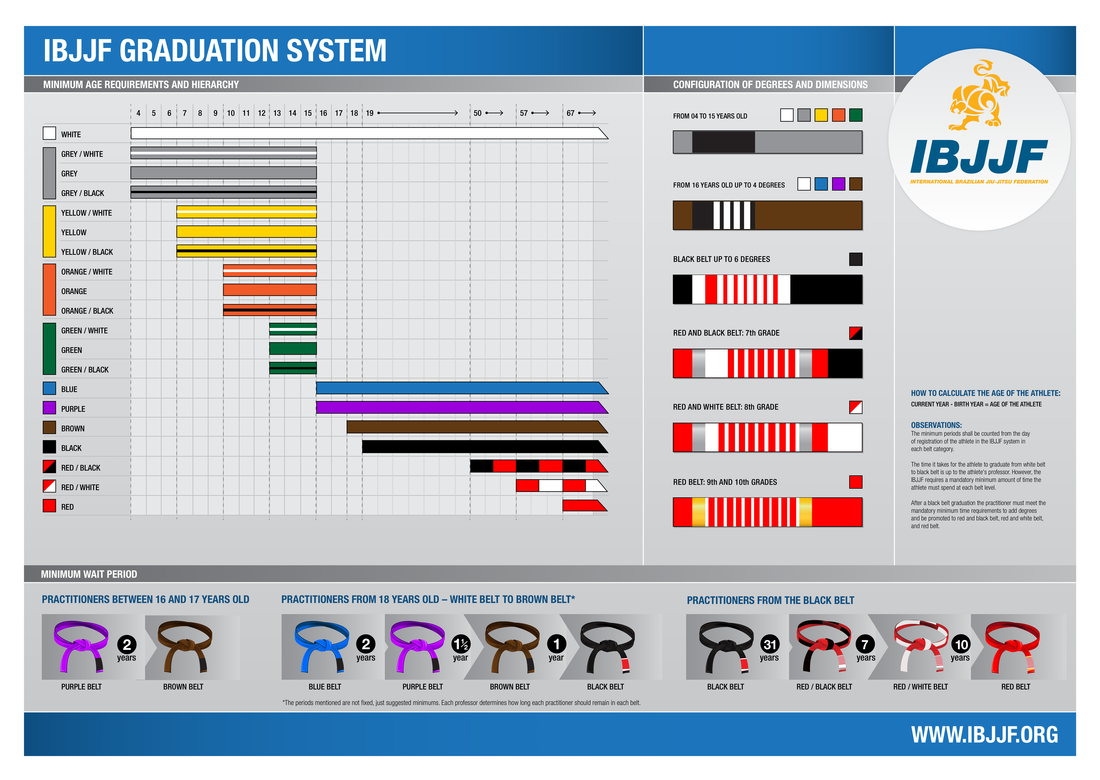 IBJJF GRADUATION SYSTEM
MINIMUM AGE REQUIREMENTS AND HIERARCHY
4 5 6 7 8 9 10 11 12 13 14 15 16 17 18 19 50 57 67
WHITE
GREY / WHITE
GREY
GREY / BLACK
YELLOW / WHITE
YELLOW
YELLOW / BLACK
ORANGE / WHITE
ORANGE
ORANGE / BLACK
GREEN / WHITE
GREEN
GREEN / BLACK
BLUE
PURPLE
BROWN
BLACK
RED / BLACK
RED / WHITE
RED
CONFIGURATION OF DEGREES AND DIMENSIONS
FROM 04 TO 15 YEARS OLD
FROM 16 YEARS OLD UP TO 4 DEGREES
BLACK BELT UP TO 6 DEGREES
RED AND BLACK BELT: 7th GRADE
RED AND WHITE BELT: 8th GRADE
RED BELT: 9th AND 10th GRADES
IBJJF
INTERNATIONAL BRAZILIAN JIU-JITSU FEDERATION
HOW TO CALCULATE THE AGE OF THE ATHLETE:
CURRENT YEAR - BIRTH YEAR = AGE OF THE ATHLETE
OBSERVATIONS:
The minimum periods shall be counted from the day
of registration of the athlete in the IBJJF system in
each belt category.
The time it takes for the athlete to graduate from white belt
to black belt is up to the athlete's professor. However, the
IBJJF requires a mandatory minimum amount of time the
athlete must spend at each belt level.
After a black belt graduation the practitioner must meet the
mandatory minimum time requirements to add degrees
and be promoted to red and black belt, red and white belt,
and red belt.
MINIMUM WAIT PERIOD
PRACTITIONERS BETWEEN 16 AND 17 YEARS OLD
2
years
PURPLE BELT
BROWN BELT
PRACTITIONERS FROM 18 YEARS OLD – WHITE BELT TO BROWN BELT*
2
years
1½
year
1
year
BLUE BELT
PURPLE BELT
BROWN BELT
BLACK BELT
*The periods mentioned are not fixed, just suggested minimums. Each professor determines how long each practitioner should remain in each belt.
PRACTITIONERS FROM THE BLACK BELT
31
years
7
years
10
years
BLACK BELT
RED / BLACK BELT
RED / WHITE BELT
RED BELT
WWW.IBJJF.ORG